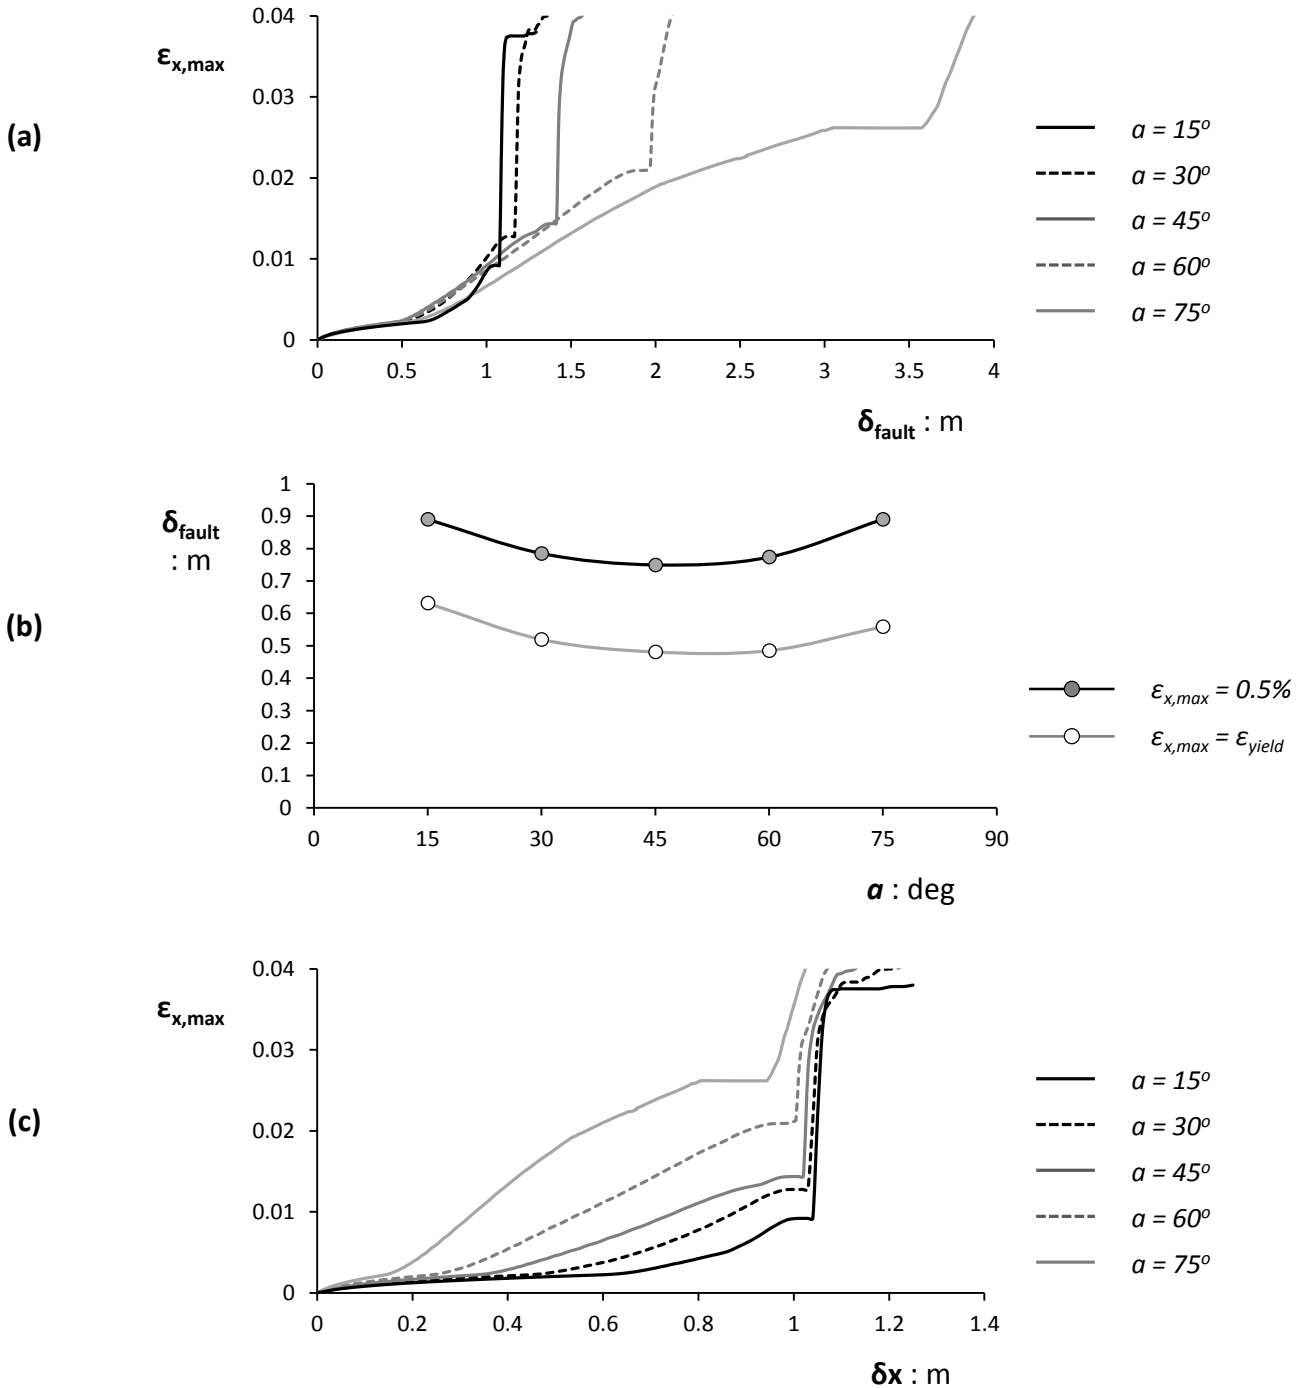 (a)
εx,max
0.04
0.03
0.02
0.01
0
0 0.5 1 1.5 2 2.5 3 3.5 4
δfault : m
a = 15o
a = 30o
a = 45o
a = 60o
a = 75o
(b)
δfault
: m
1
0.9
0.8
0.7
0.6
0.5
0.4
0.3
0.2
0.1
0
0 15 30 45 60 75 90
a : deg
εx,max = 0.5%
εx,max = εyield
(c)
εx,max
0.04
0.03
0.02
0.01
0
0 0.2 0.4 0.6 0.8 1 1.2 1.4
δx : m
a = 15o
a = 30o
a = 45o
a = 60o
a = 75o